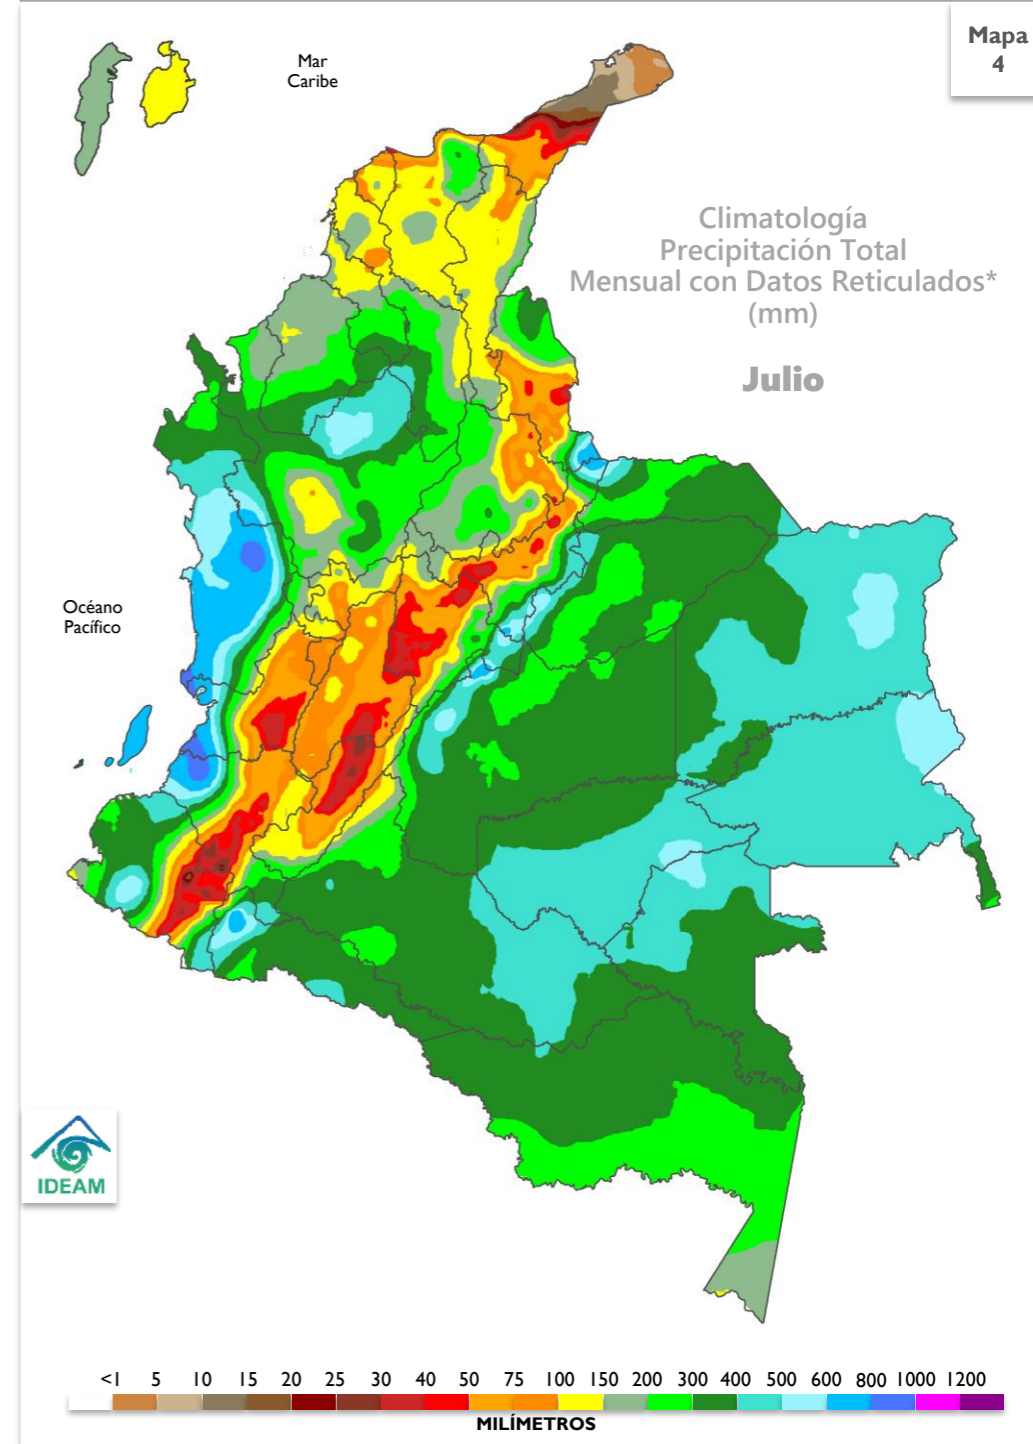 Mapa
4
Mar
Caribe
Climatología
Precipitación Total
Mensual con Datos Reticulados*
(mm)
Julio
Océano
Pacífico
IDEAM
<1 5 10 15 20 25 30 40 50 75 100 150 200 300 400 500 600 800 1000 1200
MILÍMETROS